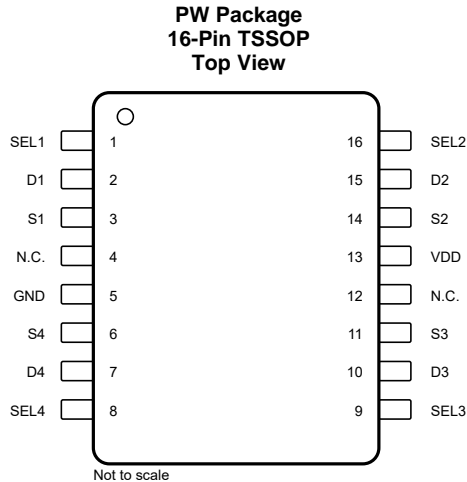 PW Package
16-Pin TSSOP
Top View
SEL1 1 16 SEL2
D1 2 15 D2
S1 3 14 S2
N.C. 4 13 VDD
GND 5 12 N.C.
S4 6 11 S3
D4 7 10 D3
SEL4 8 9 SEL3
Not to scale